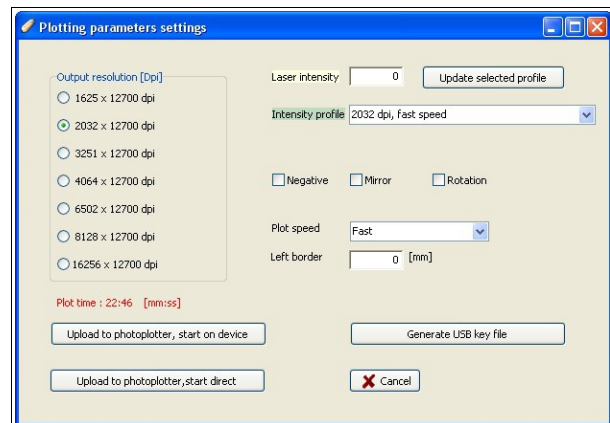 Plotting parameters settings
Output resolution [Dpi]
1625 x 12700 dpi
2032 x 12700 dpi
3251 x 12700 dpi
4064 x 12700 dpi
6502 x 12700 dpi
8128 x 12700 dpi
16256 x 12700 dpi
Laser intensity 0 Update selected profile
Intensity profile 2032 dpi, fast speed
Negative Mirror Rotation
Plot speed Fast
Left border 0 [mm]
Plot time : 22:46 [mm:ss]
Upload to photoplotter, start on device Generate USB key file
Upload to photoplotter,start direct Cancel